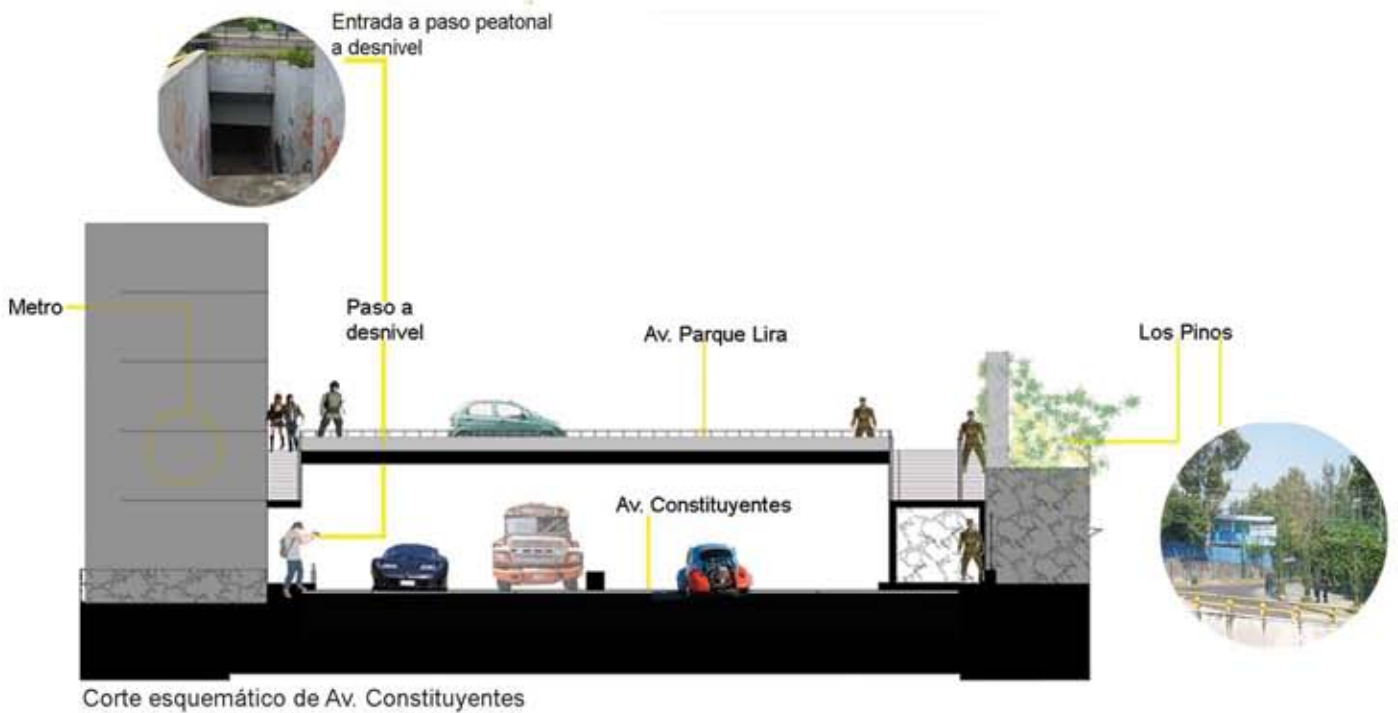 Entrada a paso peatonal
a desnivel
Metro
Paso a
desnivel
Av. Parque Lira
Los Pinos
Av. Constituyentes
Corte esquemático de Av. Constituyentes